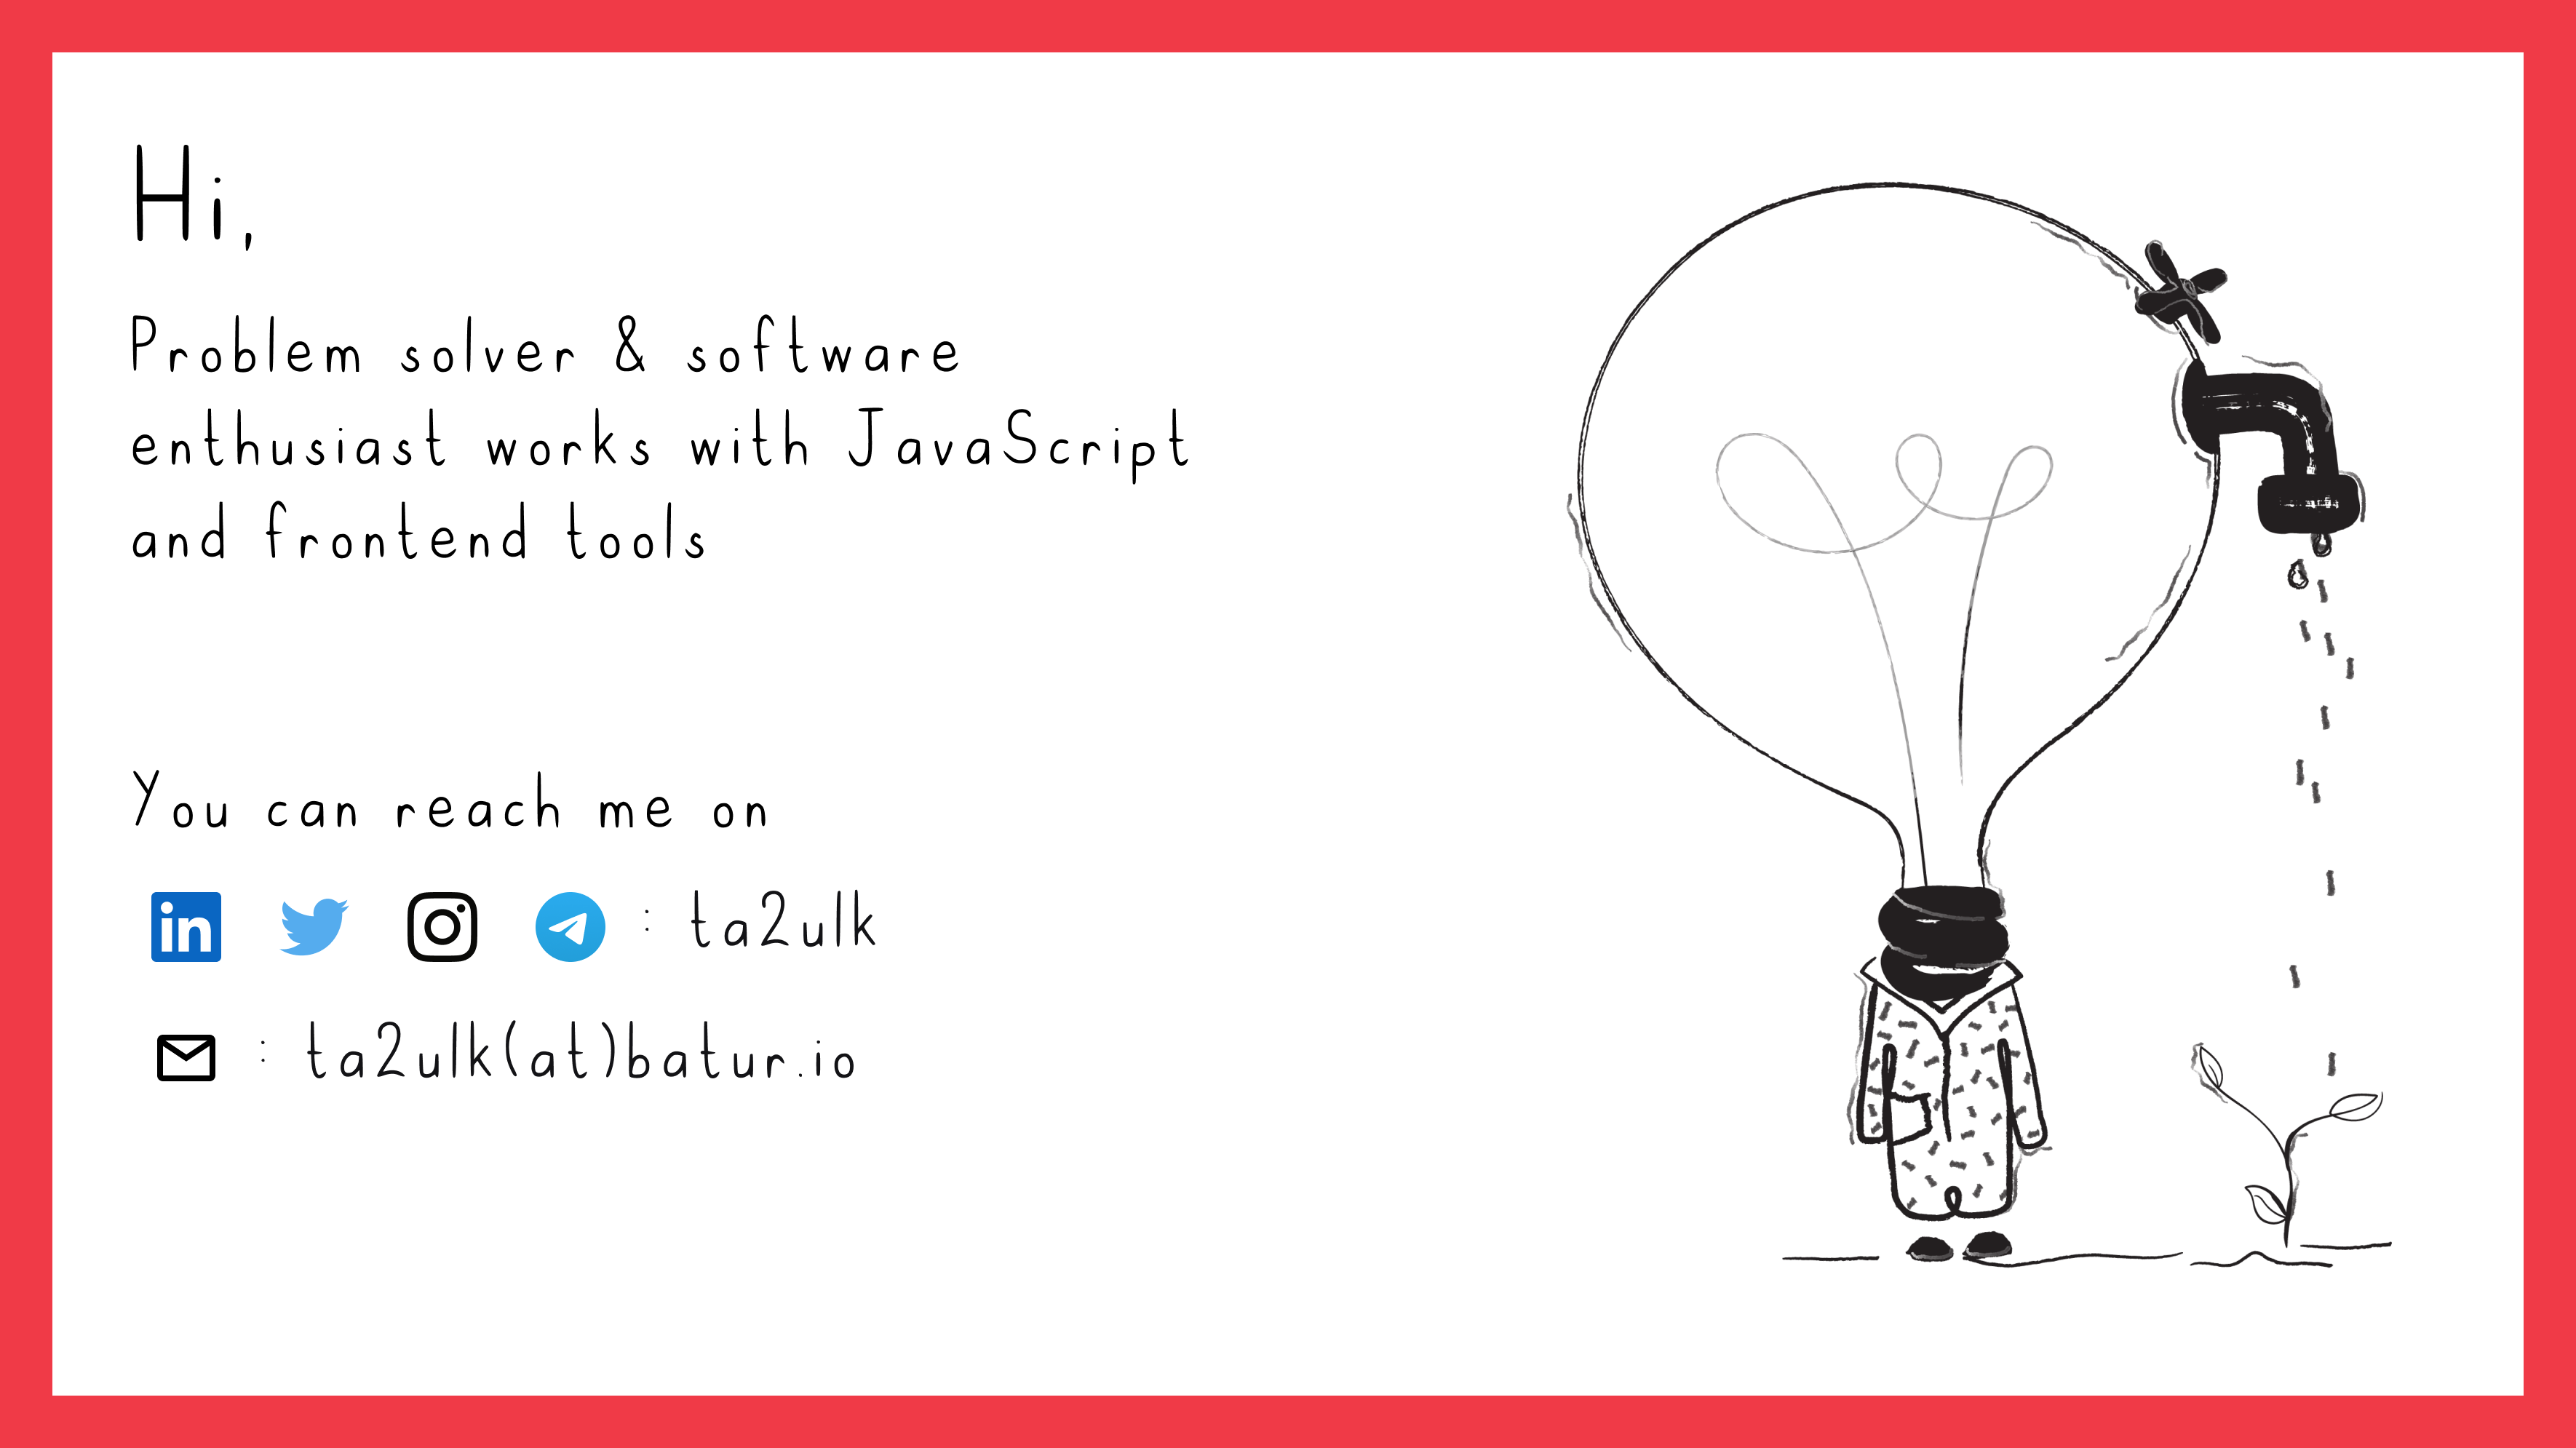 Hi,
Problem solver & software
enthusiast works with JavaScript
and frontend tools
You can reach me on
in : ta2ulk
: ta2ulk(at)batur.io